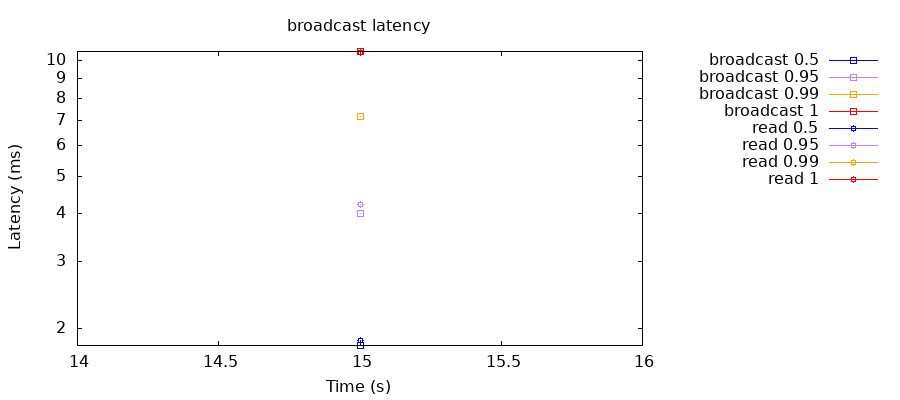 broadcast latency
10
9
8
7
6
5
4
3
2
Latency (ms)
14
14.5
15
15.5
16
Time (s)
broadcast 0.5
broadcast 0.95
broadcast 0.99
broadcast 1
read 0.5
read 0.95
read 0.99
read 1